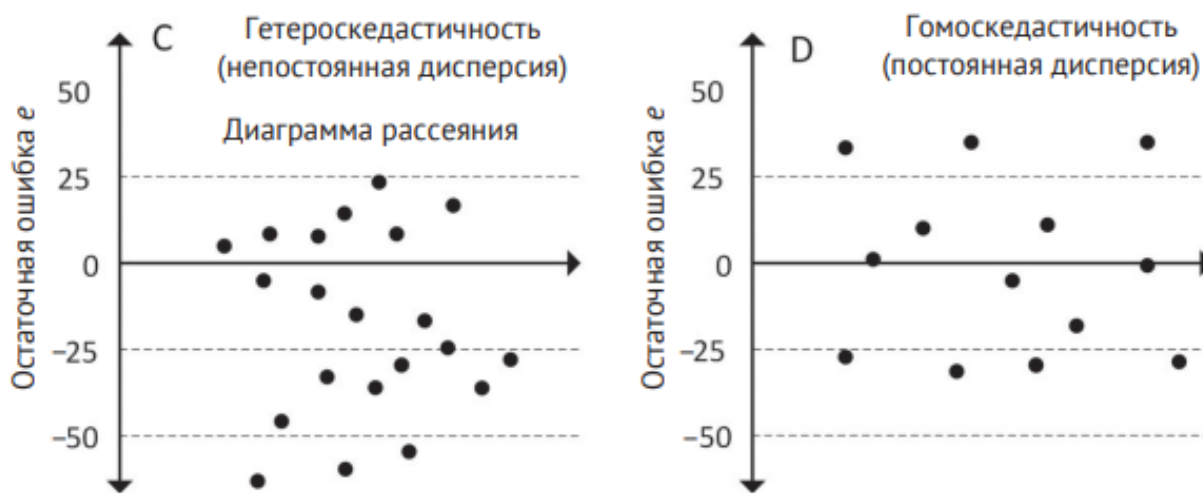 C
Гетероскедастичность
(непостоянная дисперсия)
Диаграмма рассеяния
Остаточная ошибка e
50
25
0
−25
−50
D
Гомоскедастичность
(постоянная дисперсия)
Остаточная ошибка e
50
25
0
−25
−50